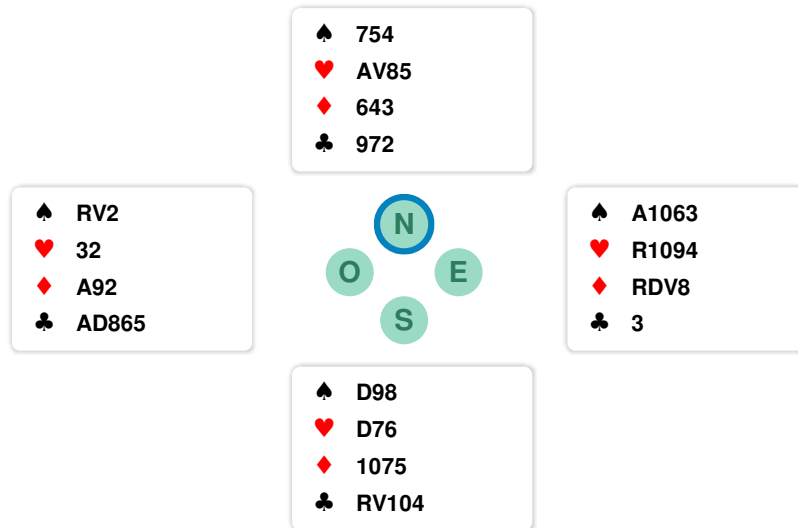 ♠ 754
♥ AV85
♦ 643
♣ 972
♠ RV2
♥ 32
♦ A92
♣ AD865
N
O E
S
♠ A1063
♥ R1094
♦ RDV8
♣ 3
♠ D98
♥ D76
♦ 1075
♣ RV104